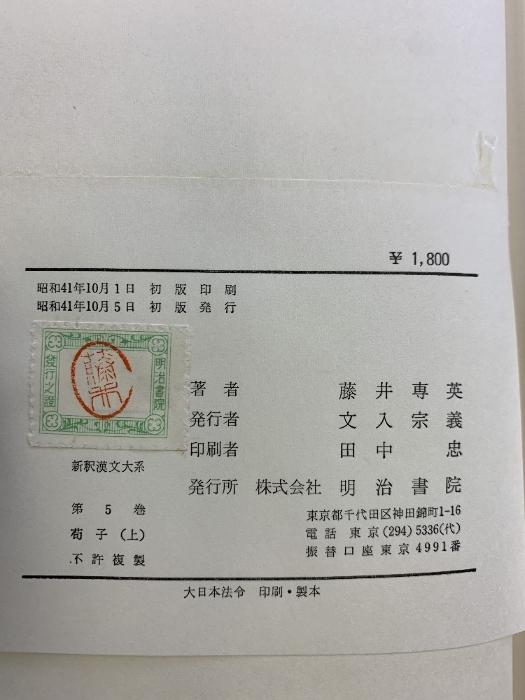 ￥ 1,800
昭和41年10月1日 初版印刷
昭和41年10月5日 初版発行
明治書院
發行之證
著者 藤井専英
発行者 文入宗義
印刷者 田中忠
発行所 株式会社 明治書院
東京都千代田区神田錦町1-16
電話 東京(294)5336(代)
振替口座東京4991番
新釈漢文大系
第5巻
荀子(上)
不許複製
大日本法令 印刷・製本